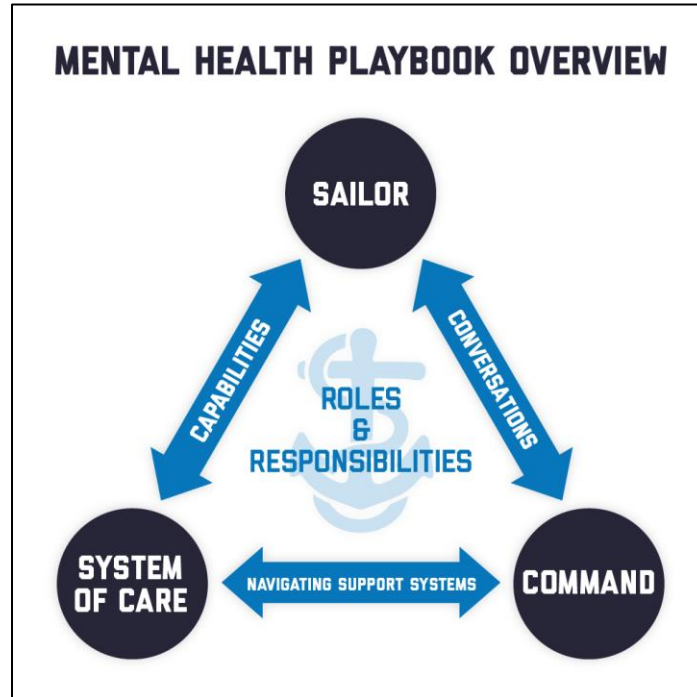 MENTAL HEALTH PLAYBOOK OVERVIEW
SAILOR
CAPABILITIES
CONVERSATIONS
ROLES
&
RESPONSIBILITIES
SYSTEM
OF CARE
NAVIGATING SUPPORT SYSTEMS
COMMAND